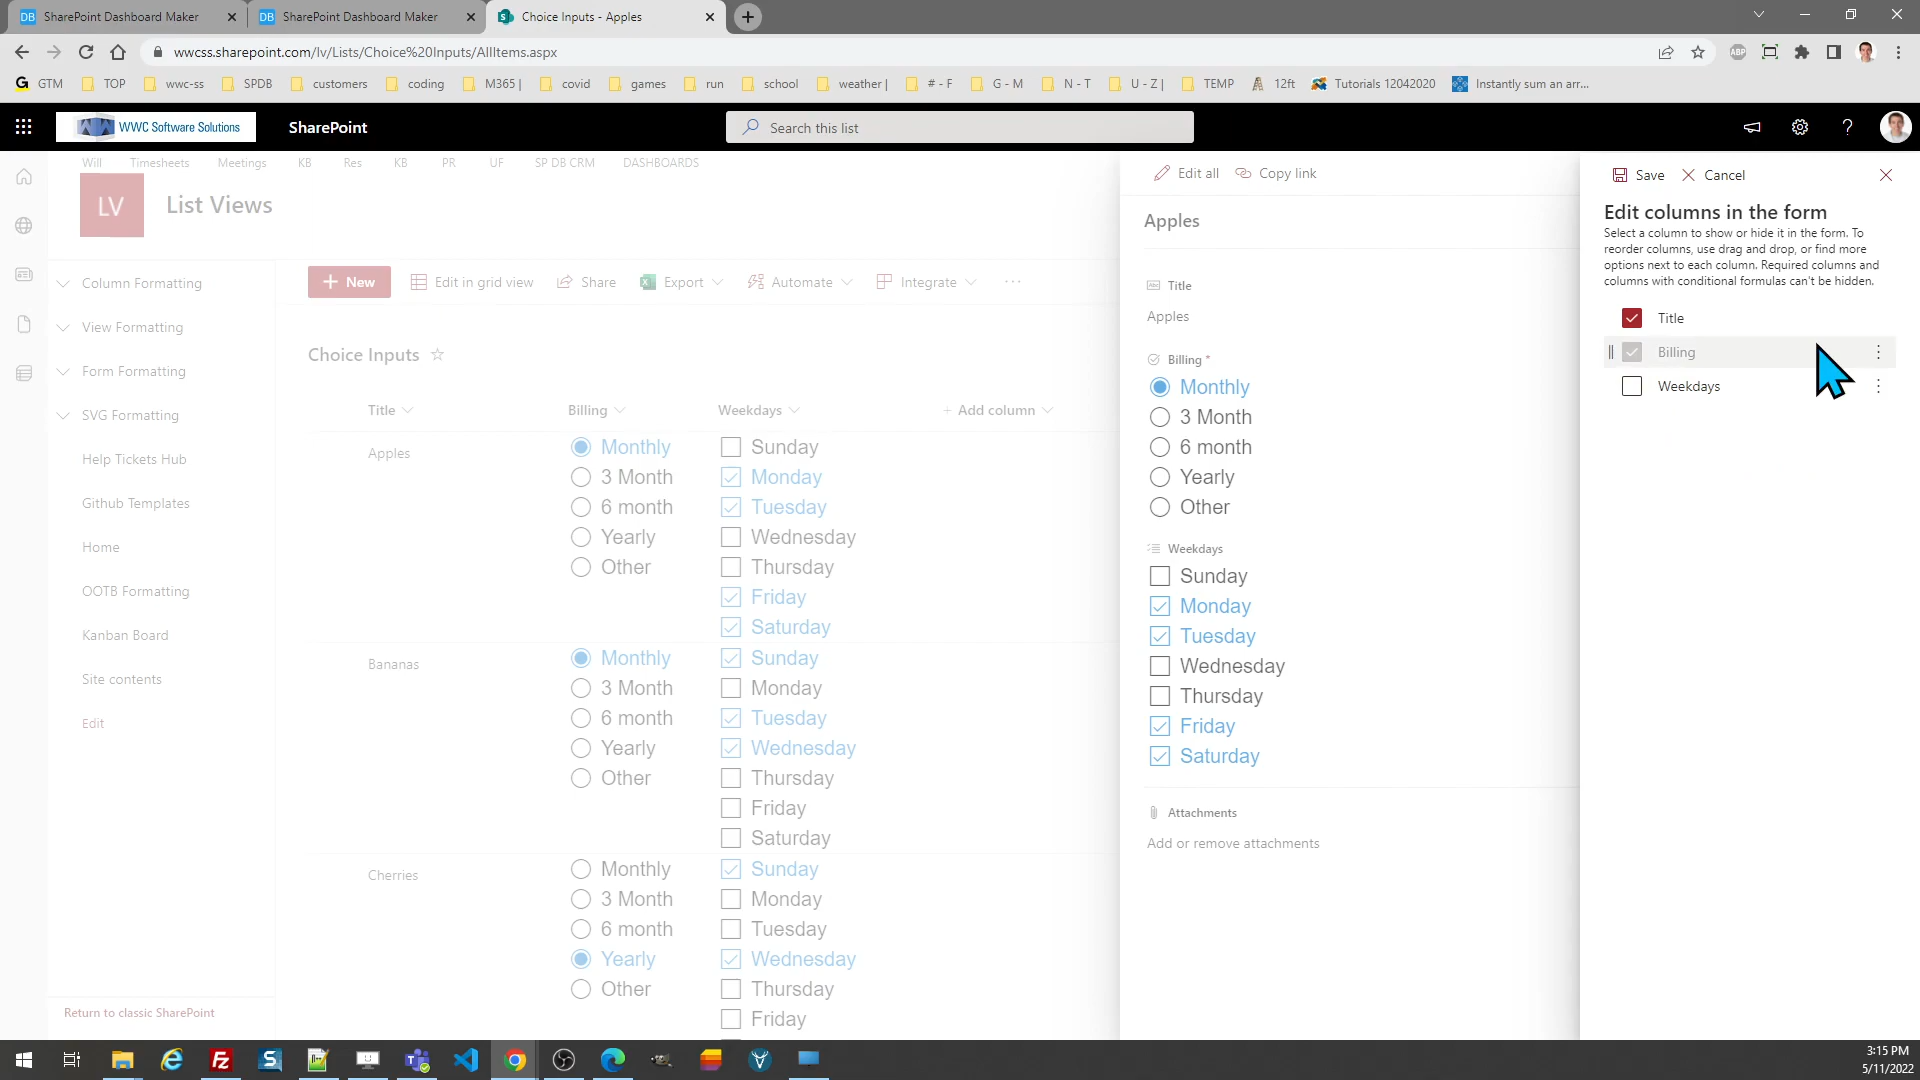 SharePoint Dashboard Maker
SharePoint Dashboard Maker
Choice Inputs - Apples
wwcss.sharepoint.com/lv/Lists/Choice%20Inputs/AllItems.aspx
GTM TOP wwc-ss SPDB customers coding M365 | covid games run school weather | # - F G - M N - T U - Z | TEMP 12ft Tutorials 12042020 Instantly sum an arr...
WWC Software Solutions
SharePoint
Search this list
Will Timesheets Meetings KB Res KB PR UF SP DB CRM DASHBOARDS
LV
List Views
Column Formatting
View Formatting
Form Formatting
SVG Formatting
Help Tickets Hub
Github Templates
Home
OOTB Formatting
Kanban Board
Site contents
Edit
Return to classic SharePoint
New Edit in grid view Share Export Automate Integrate ...
Choice Inputs
Title Billing Weekdays + Add column
Apples
Monthly
3 Month
6 month
Yearly
Other
Sunday
Monday
Tuesday
Wednesday
Thursday
Friday
Saturday
Bananas
Monthly
3 Month
6 month
Yearly
Other
Sunday
Monday
Tuesday
Wednesday
Thursday
Friday
Saturday
Cherries
Monthly
3 Month
6 month
Yearly
Other
Sunday
Monday
Tuesday
Wednesday
Thursday
Friday
Edit all Copy link
Apples
Title
Apples
Billing *
Monthly
3 Month
6 month
Yearly
Other
Weekdays
Sunday
Monday
Tuesday
Wednesday
Thursday
Friday
Saturday
Attachments
Add or remove attachments
Save Cancel
Edit columns in the form
Select a column to show or hide it in the form. To
reorder columns, use drag and drop, or find more
options next to each column. Required columns and
columns with conditional formulas can't be hidden.
Title
Billing
Weekdays
3:15 PM
5/11/2022